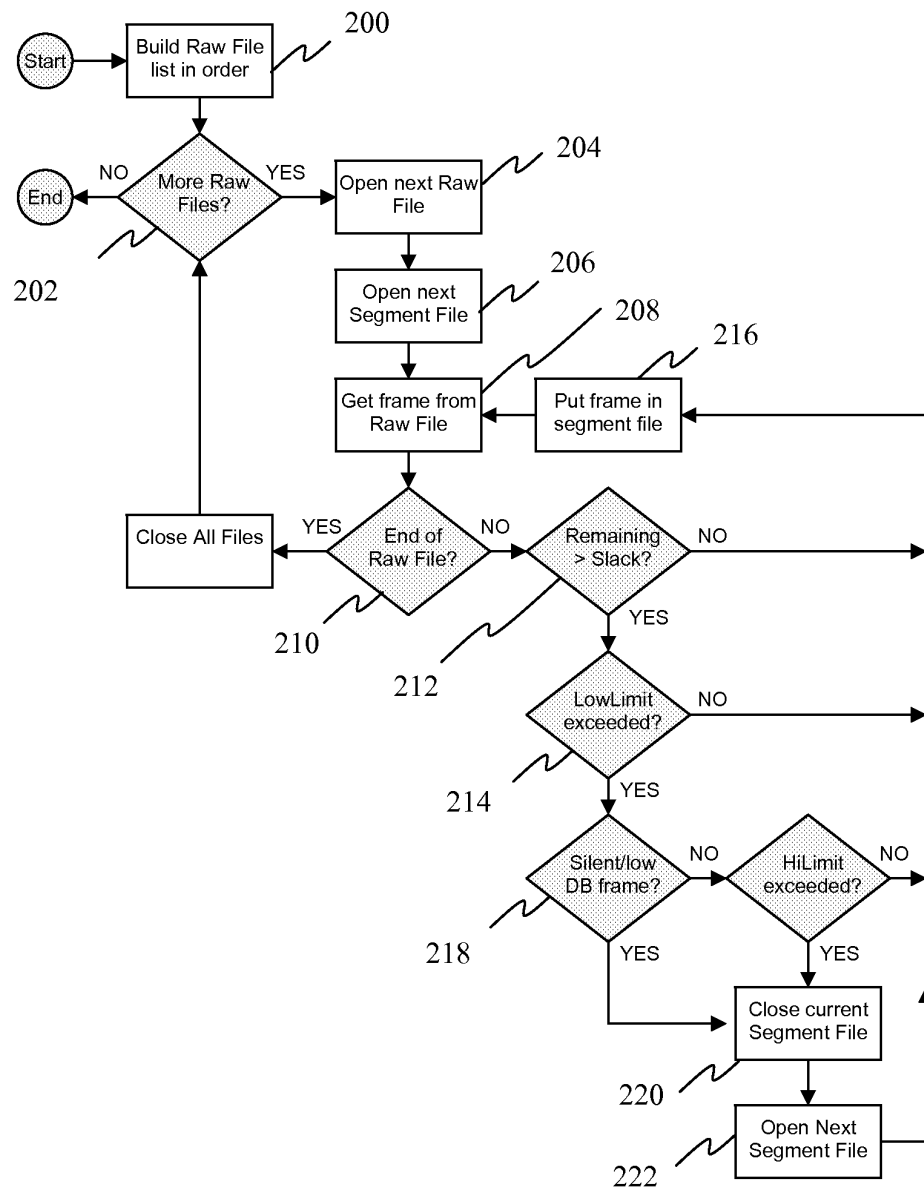 200
Start
Build Raw File
list in order
NO
YES
204
End
More Raw
Files?
Open next Raw
File
202
206
Open next
Segment File
208
216
Get frame from
Raw File
Put frame in
segment file
YES
NO
NO
Close All Files
End of
Raw File?
Remaining
> Slack?
210
YES
212
LowLimit
exceeded?
NO
214
YES
Silent/low
DB frame?
NO
HiLimit
exceeded?
NO
218
YES
YES
Close current
Segment File
220
Open Next
Segment File
222